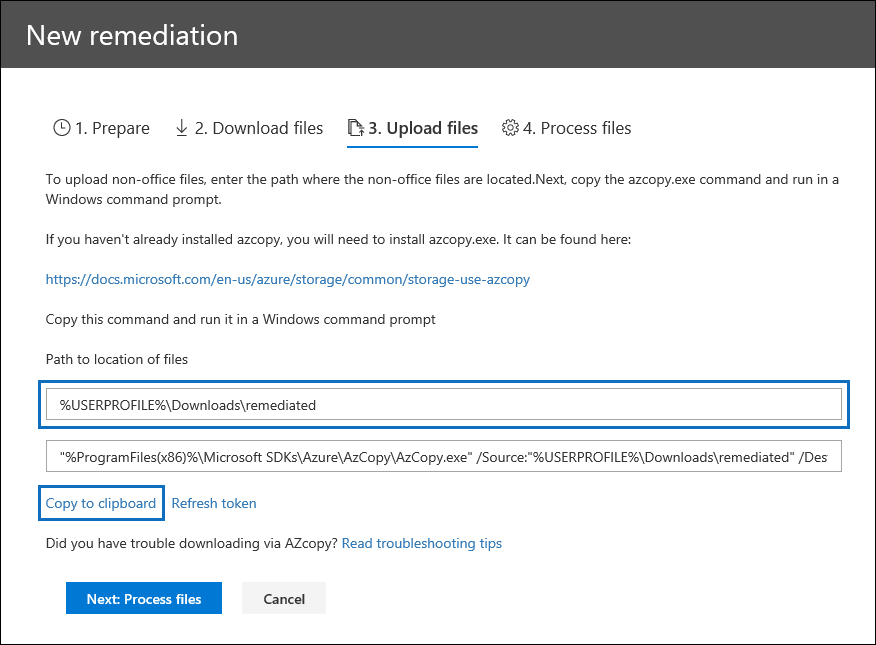 New remediation
1. Prepare 2. Download files 3. Upload files 4. Process files
To upload non-office files, enter the path where the non-office files are located.Next, copy the azcopy.exe command and run in a
Windows command prompt.
If you haven't already installed azcopy, you will need to install azcopy.exe. It can be found here:
https://docs.microsoft.com/en-us/azure/storage/common/storage-use-azcopy
Copy this command and run it in a Windows command prompt
Path to location of files
%USERPROFILE%\Downloads\remediated
"%ProgramFiles(x86)%\Microsoft SDKs\Azure\AzCopy\AzCopy.exe" /Source:"%USERPROFILE%\Downloads\remediated" /Des
Copy to clipboard Refresh token
Did you have trouble downloading via AZcopy? Read troubleshooting tips
Next: Process files Cancel